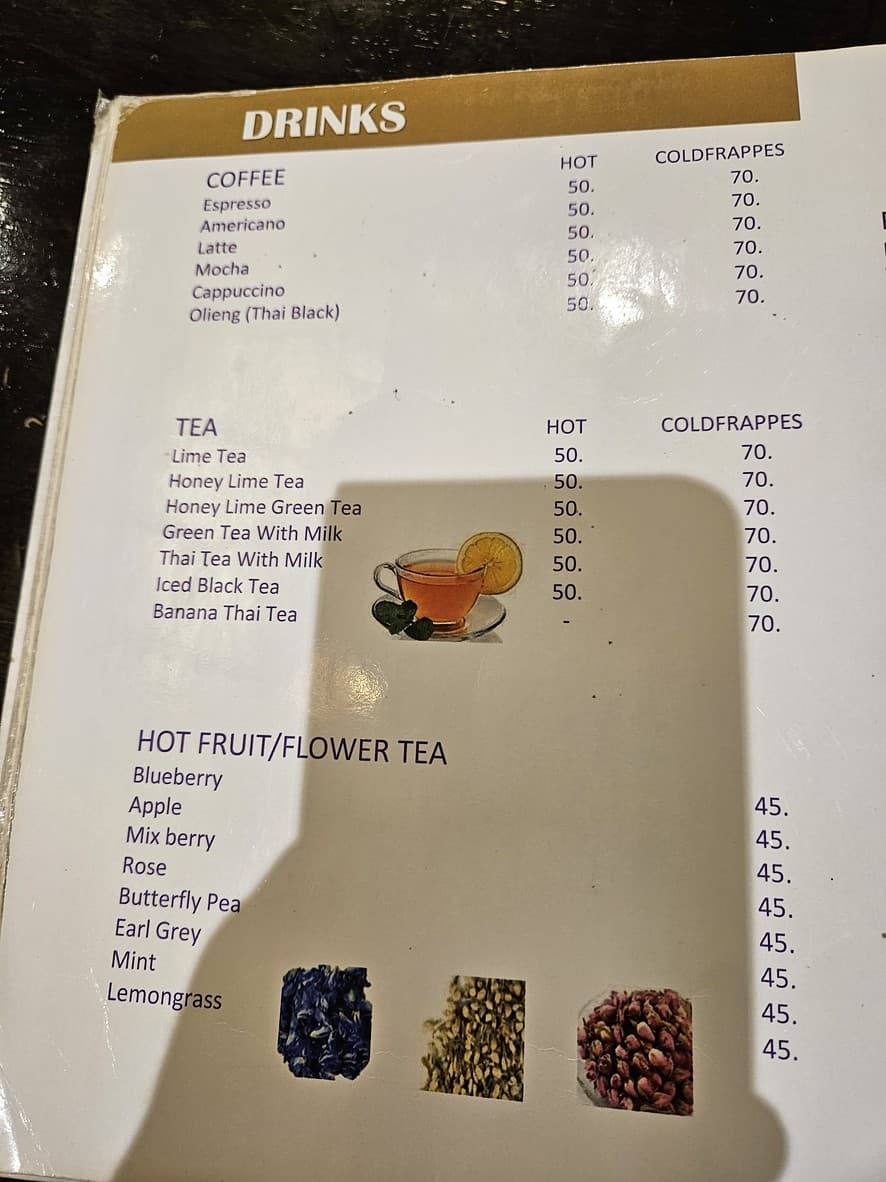 DRINKS
COFFEE HOT COLDFRAPPES
Espresso 50. 70.
Americano 50. 70.
Latte 50. 70.
Mocha 50. 70.
Cappuccino 50. 70.
Olieng (Thai Black) 50. 70.
TEA HOT COLDFRAPPES
Lime Tea 50. 70.
Honey Lime Tea 50. 70.
Honey Lime Green Tea 50. 70.
Green Tea With Milk 50. 70.
Thai Tea With Milk 50. 70.
Iced Black Tea 50. 70.
Banana Thai Tea - 70.
HOT FRUIT/FLOWER TEA
Blueberry 45.
Apple 45.
Mix berry 45.
Rose 45.
Butterfly Pea 45.
Earl Grey 45.
Mint 45.
Lemongrass 45.